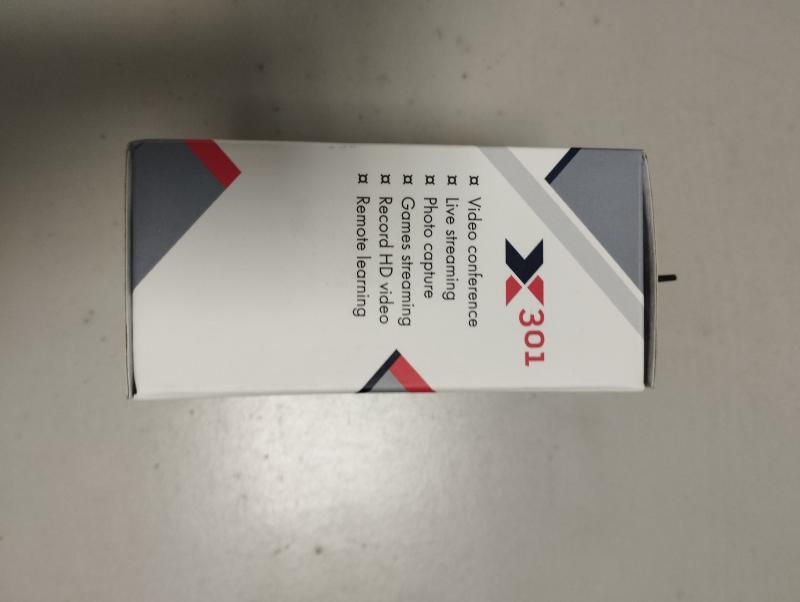 X301
¤ Video conference
¤ Live streaming
¤ Photo capture
¤ Games streaming
¤ Record HD video
¤ Remote learning